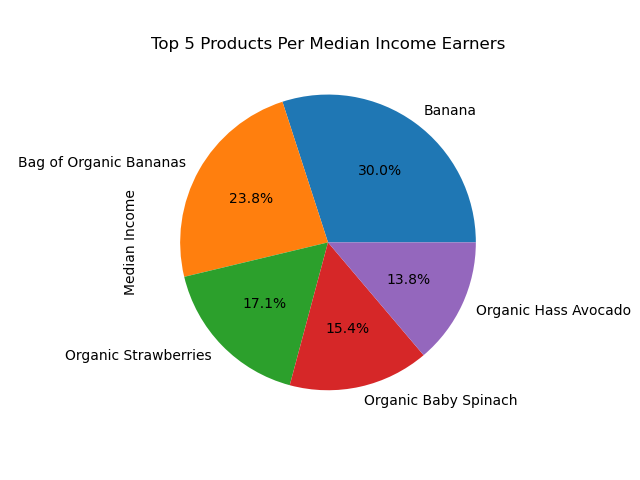 Top 5 Products Per Median Income Earners
Banana
30.0%
Bag of Organic Bananas
23.8%
Median Income
Organic Strawberries
17.1%
Organic Baby Spinach
15.4%
Organic Hass Avocado
13.8%